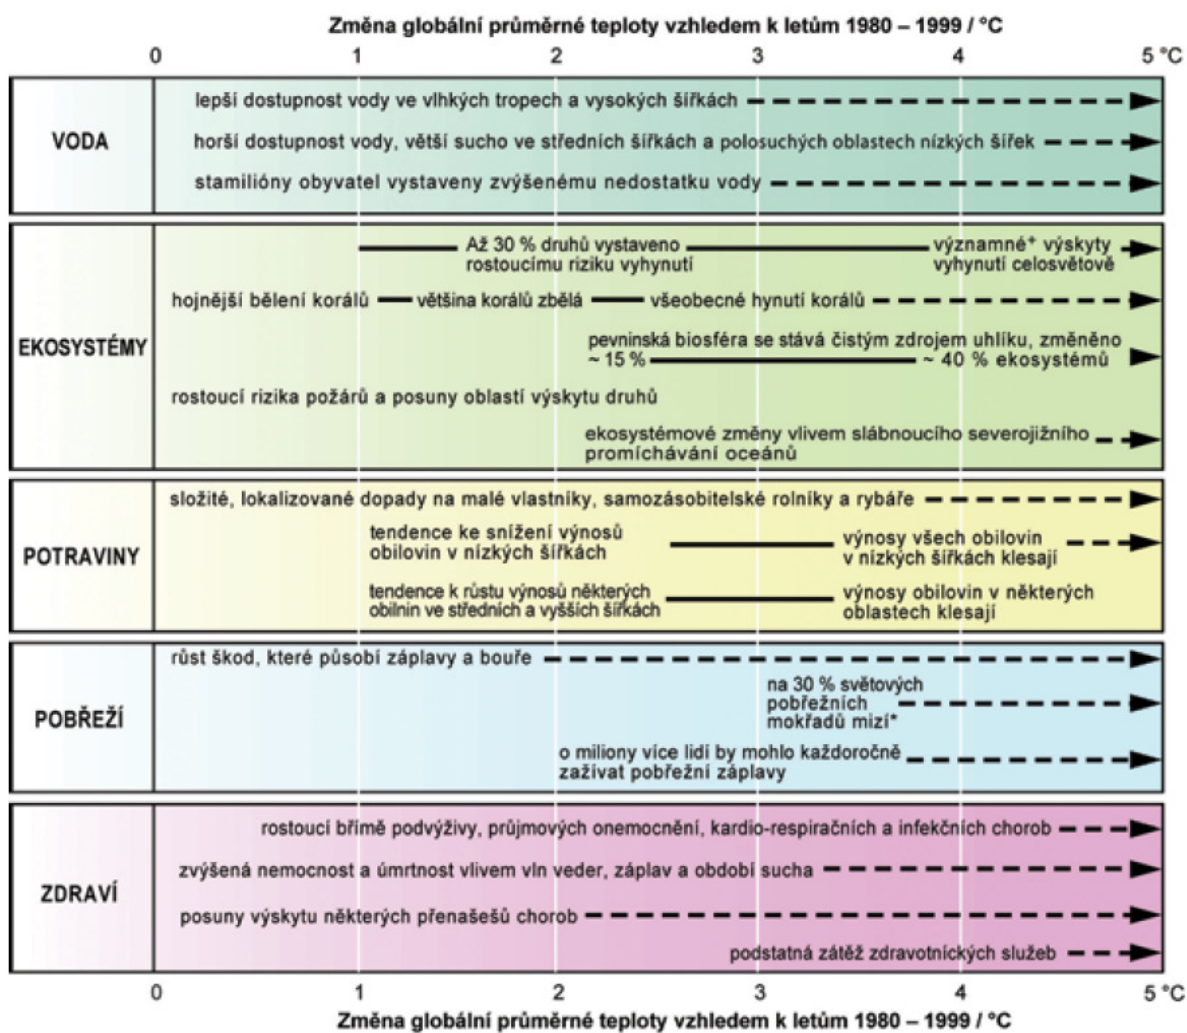 Změna globální průměrné teploty vzhledem k letům 1980 – 1999 / °C
0 1 2 3 4 5 °C
VODA
lepší dostupnost vody ve vlhkých tropech a vysokých šířkách
horší dostupnost vody, větší sucho ve středních šířkách a polosuchých oblastech nízkých šířek
stamilióny obyvatel vystaveny zvýšenému nedostatku vody
EKOSYSTÉMY
Až 30 % druhů vystaveno
rostoucímu riziku vyhynutí
významné+ výskyty
vyhynutí celosvětově
hojnější bělení korálů
většina korálů zbělá
všeobecné hynutí korálů
pevninská biosféra se stává čistým zdrojem uhlíku, změněno
~ 15 % ~ 40 % ekosystémů
rostoucí rizika požárů a posuny oblastí výskytu druhů
ekosystémové změny vlivem slábnoucího severojižního
promíchávání oceánů
POTRAVINY
složité, lokalizované dopady na malé vlastníky, samozásobitelské rolníky a rybáře
tendence ke snížení výnosů
obilovin v nízkých šířkách
výnosy všech obilovin
v nízkých šířkách klesají
tendence k růstu výnosů některých
obilnin ve středních a vyšších šířkách
výnosy obilovin v některých
oblastech klesají
POBŘEŽÍ
růst škod, které působí záplavy a bouře
na 30 % světových
pobřežních
mokřadů mizí*
o miliony více lidí by mohlo každoročně
zažívat pobřežní záplavy
ZDRAVÍ
rostoucí břímě podvýživy, průjmových onemocnění, kardio-respiračních a infekčních chorob
zvýšená nemocnost a úmrtnost vlivem vln veder, záplav a období sucha
posuny výskytu některých přenašešů chorob
podstatná zátěž zdravotnických služeb
0 1 2 3 4 5 °C
Změna globální průměrné teploty vzhledem k letům 1980 – 1999 / °C